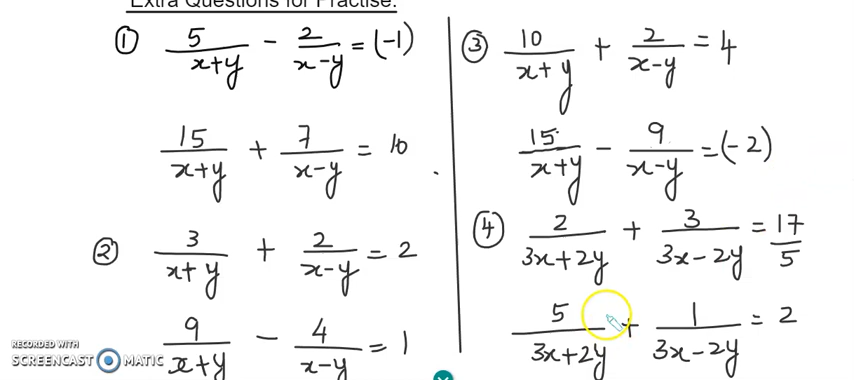 Extra Questions for Practise:
① 5/(x+y) - 2/(x-y) = (-1)
15/(x+y) + 7/(x-y) = 10
② 3/(x+y) + 2/(x-y) = 2
9/(x+y) - 4/(x-y) = 1
③ 10/(x+y) + 2/(x-y) = 4
15/(x+y) - 9/(x-y) = (-2)
④ 2/(3x+2y) + 3/(3x-2y) = 17/5
5/(3x+2y) + 1/(3x-2y) = 2
RECORDED WITH
SCREENCAST MATIC